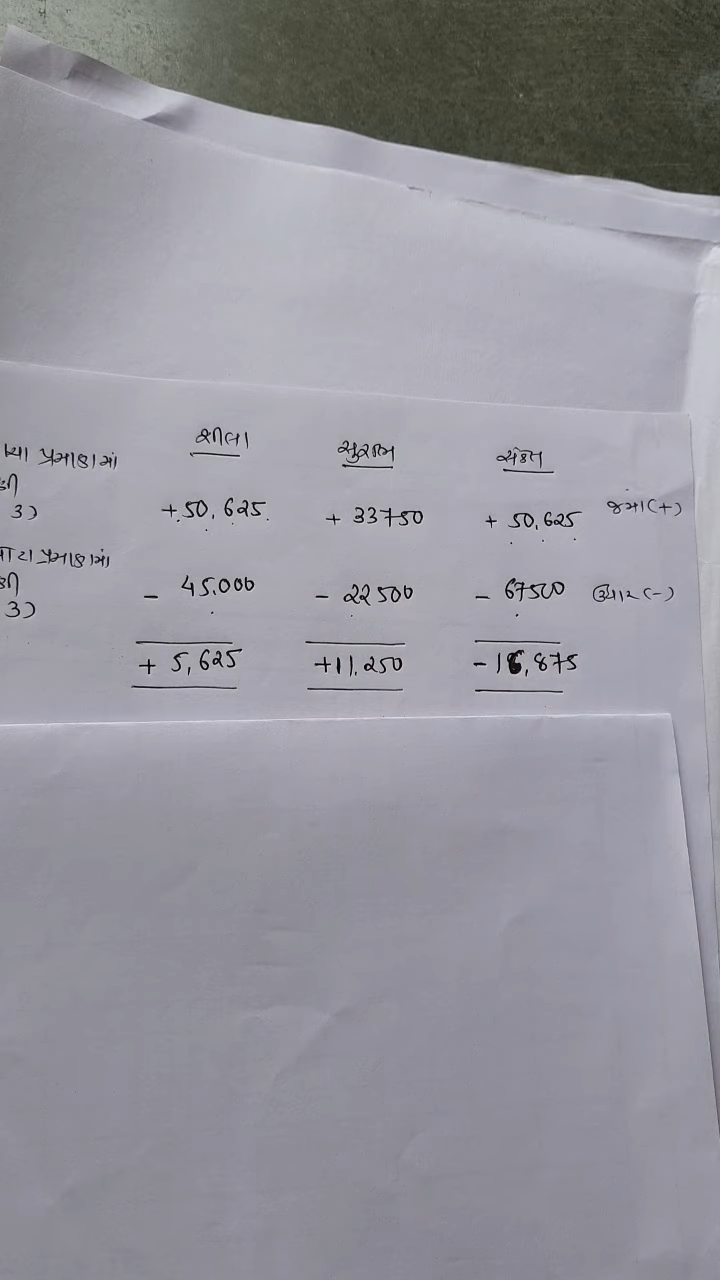 શીલા સુરભ સંકેત
પ્રમાણમાં
3) +50,625 + 33750 + 50,625 જમા(+)
પ્રમાણમાં
- 45,000 - 22500 - 67500 ઉધાર(-)
3)
+ 5,625 +11,250 -16,875